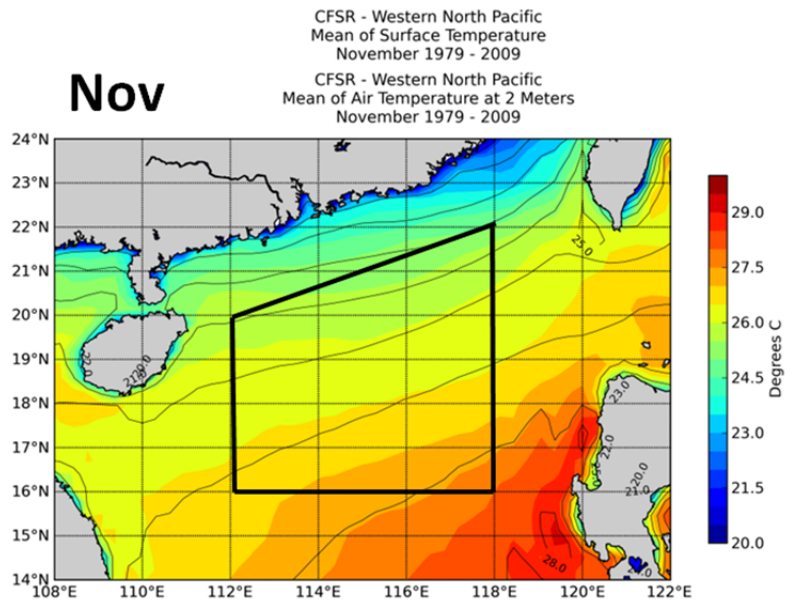 CFSR - Western North Pacific
Mean of Surface Temperature
November 1979 - 2009
CFSR - Western North Pacific
Mean of Air Temperature at 2 Meters
November 1979 - 2009
Nov
24°N
23°N
22°N
21°N
20°N
19°N
18°N
17°N
16°N
15°N
14°N
108°E 110°E 112°E 114°E 116°E 118°E 120°E 122°E
25.0
22.0
23.0
22.0
20.0
21.0
28.0
29.0
27.5
26.0
24.5
23.0
21.5
20.0
Degrees C